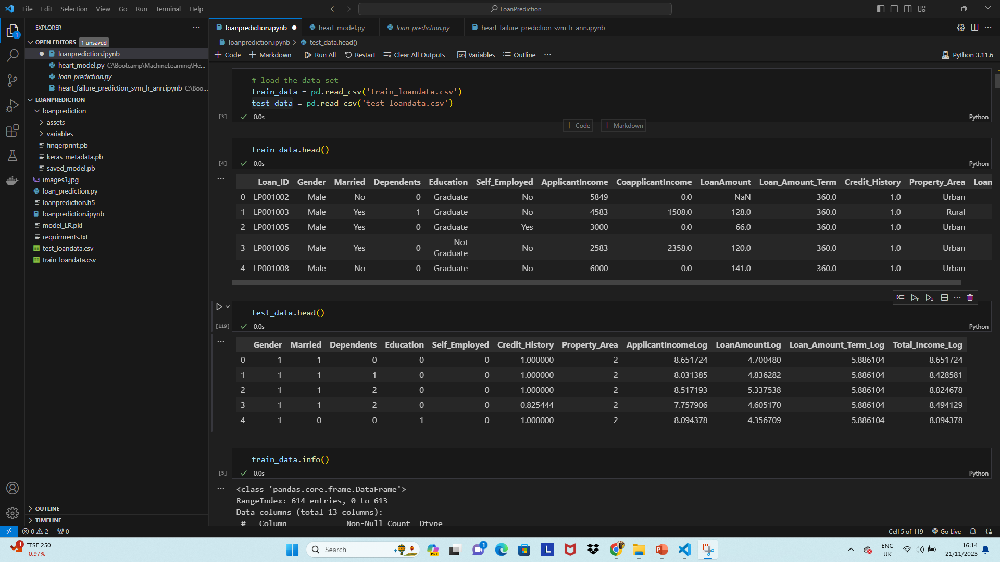 File Edit Selection View Go Run Terminal Help
LoanPrediction
EXPLORER
OPEN EDITORS 1 unsaved
loanprediction.ipynb
heart_model.py C:\Bootcamp\MachineLearning\He...
loan_prediction.py
heart_failure_prediction_svm_lr_ann.ipynb C:\Boo...
LOANPREDICTION
loanprediction
assets
variables
fingerprint.pb
keras_metadata.pb
saved_model.pb
images3.jpg
loan_prediction.py
loanprediction.h5
loanprediction.ipynb
model_LR.pkl
requirments.txt
test_loandata.csv
train_loandata.csv
OUTLINE
TIMELINE
loanprediction.ipynb heart_model.py loan_prediction.py heart_failure_prediction_svm_lr_ann.ipynb
loanprediction.ipynb > test_data.head()
Code Markdown Run All Restart Clear All Outputs Variables Outline ... Python 3.11.6
# load the data set
train_data = pd.read_csv('train_loandata.csv')
test_data = pd.read_csv('test_loandata.csv')
[3] 0.0s Python
+ Code + Markdown
train_data.head()
[4] 0.0s Python
Loan_ID Gender Married Dependents Education Self_Employed ApplicantIncome CoapplicantIncome LoanAmount Loan_Amount_Term Credit_History Property_Area Loan
0 LP001002 Male No 0 Graduate No 5849 0.0 NaN 360.0 1.0 Urban
1 LP001003 Male Yes 1 Graduate No 4583 1508.0 128.0 360.0 1.0 Rural
2 LP001005 Male Yes 0 Graduate Yes 3000 0.0 66.0 360.0 1.0 Urban
3 LP001006 Male Yes 0 Not Graduate No 2583 2358.0 120.0 360.0 1.0 Urban
4 LP001008 Male No 0 Graduate No 6000 0.0 141.0 360.0 1.0 Urban
test_data.head()
[119] 0.0s Python
Gender Married Dependents Education Self_Employed Credit_History Property_Area ApplicantIncomeLog LoanAmountLog Loan_Amount_Term_Log Total_Income_Log
0 1 1 0 0 0 1.000000 2 8.651724 4.700480 5.886104 8.651724
1 1 1 1 0 0 1.000000 2 8.031385 4.836282 5.886104 8.428581
2 1 1 2 0 0 1.000000 2 8.517193 5.337538 5.886104 8.824678
3 1 1 2 0 0 0.825444 2 7.757906 4.605170 5.886104 8.494129
4 1 0 0 1 0 1.000000 2 8.094378 4.356709 5.886104 8.094378
train_data.info()
[5] 0.0s Python
<class 'pandas.core.frame.DataFrame'>
RangeIndex: 614 entries, 0 to 613
Data columns (total 13 columns):
# Column Non-Null Count Dtype
0 2 0 Cell 5 of 119 Go Live
1 FTSE 250
-0.97%
Search
PRE
1
L
P
ENG
UK
16:14
21/11/2023